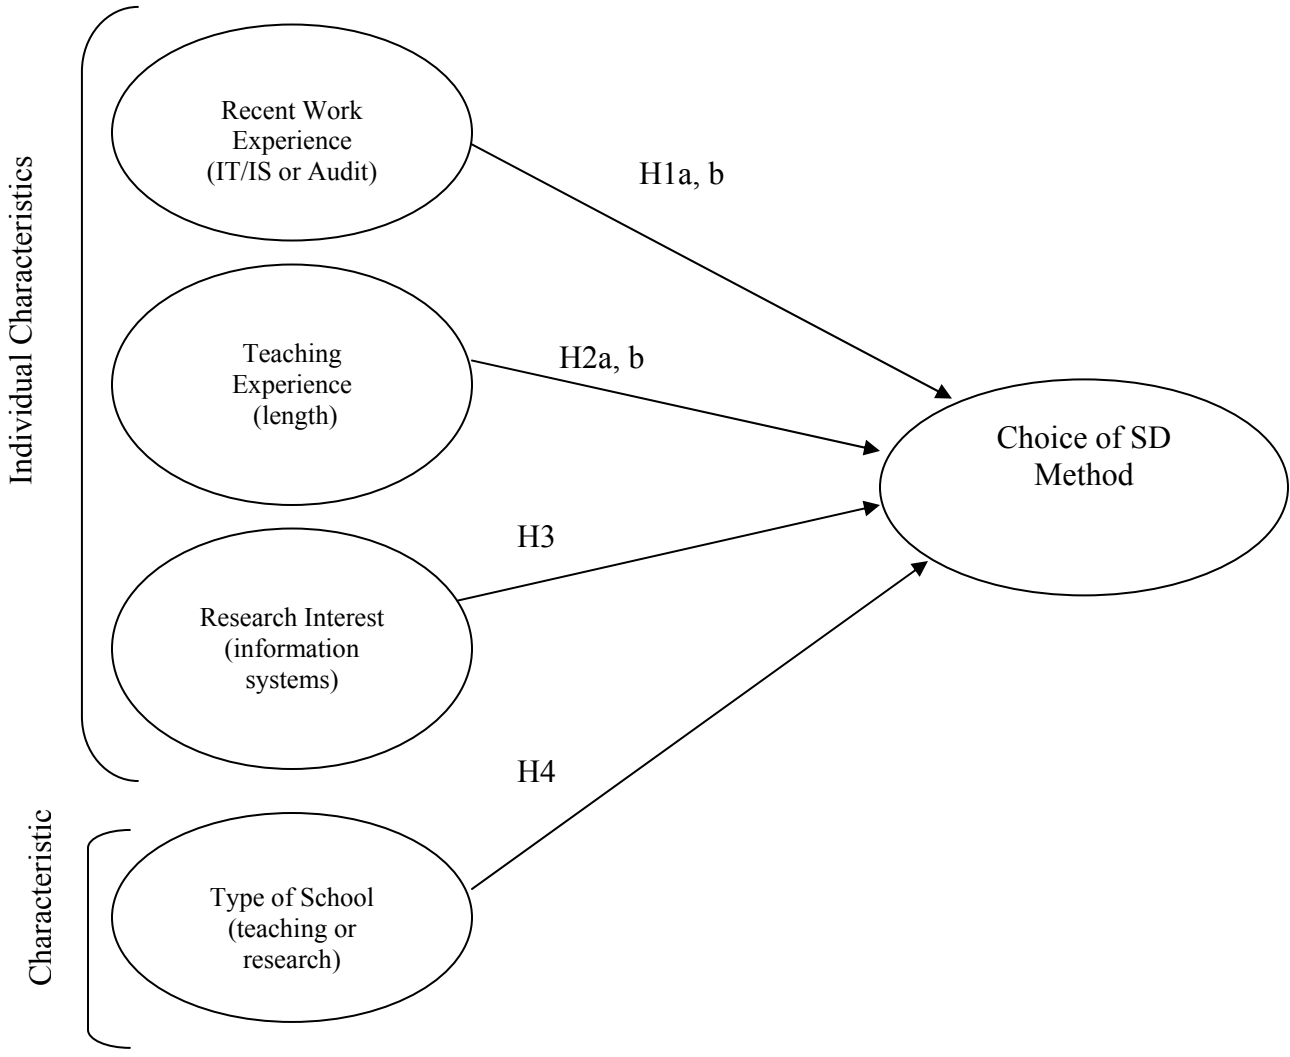 Individual Characteristics
Recent Work
Experience
(IT/IS or Audit)
H1a, b
Teaching
Experience
(length)
H2a, b
Choice of SD
Method
H3
Research Interest
(information
systems)
H4
Characteristic
Type of School
(teaching or
research)